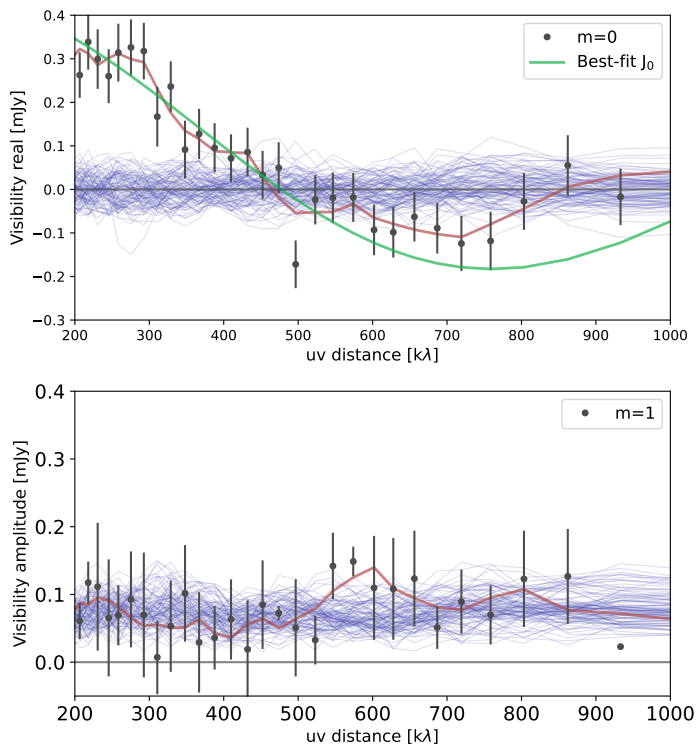 0.4
0.3
0.2
0.1
0.0
−0.1
−0.2
−0.3
Visibility real [mJy]
m=0
Best-fit J₀
200 300 400 500 600 700 800 900 1000
uv distance [kλ]
0.4
0.3
0.2
0.1
0.0
Visibility amplitude [mJy]
m=1
200 300 400 500 600 700 800 900 1000
uv distance [kλ]